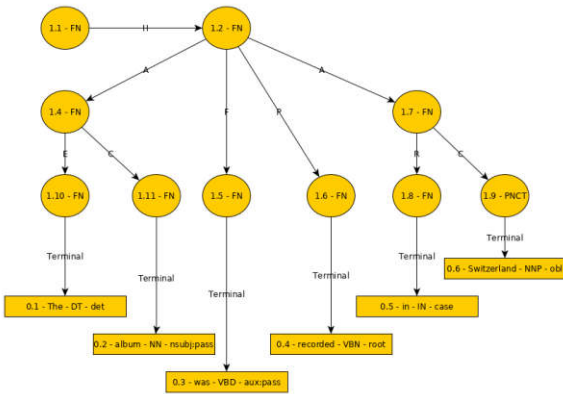 1.1 - FN
H
1.2 - FN
A
F
P
A
1.4 - FN
1.7 - FN
E
C
R
C
1.10 - FN
1.11 - FN
1.5 - FN
1.6 - FN
1.8 - FN
1.9 - PNCT
Terminal
Terminal
Terminal
Terminal
Terminal
Terminal
0.6 - Switzerland - NNP - obl
0.1 - The - DT - det
0.5 - in - IN - case
0.2 - album - NN - nsubj:pass
0.4 - recorded - VBN - root
0.3 - was - VBD - aux:pass